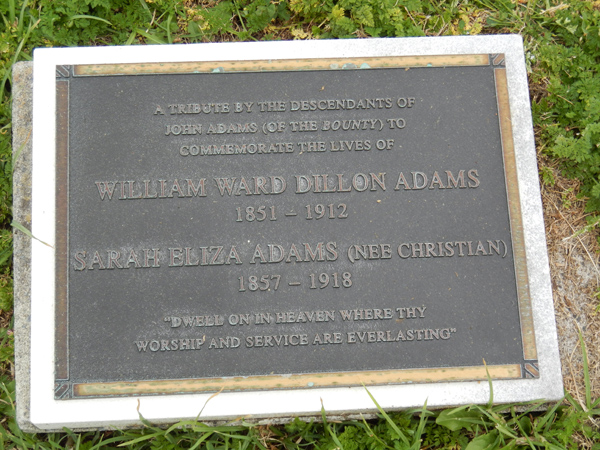 A TRIBUTE BY THE DESCENDANTS OF
JOHN ADAMS (OF THE BOUNTY) TO
COMMEMORATE THE LIVES OF
WILLIAM WARD DILLON ADAMS
1851 – 1912
SARAH ELIZA ADAMS (NEE CHRISTIAN)
1857 – 1918
"DWELL ON IN HEAVEN WHERE THY
WORSHIP AND SERVICE ARE EVERLASTING"